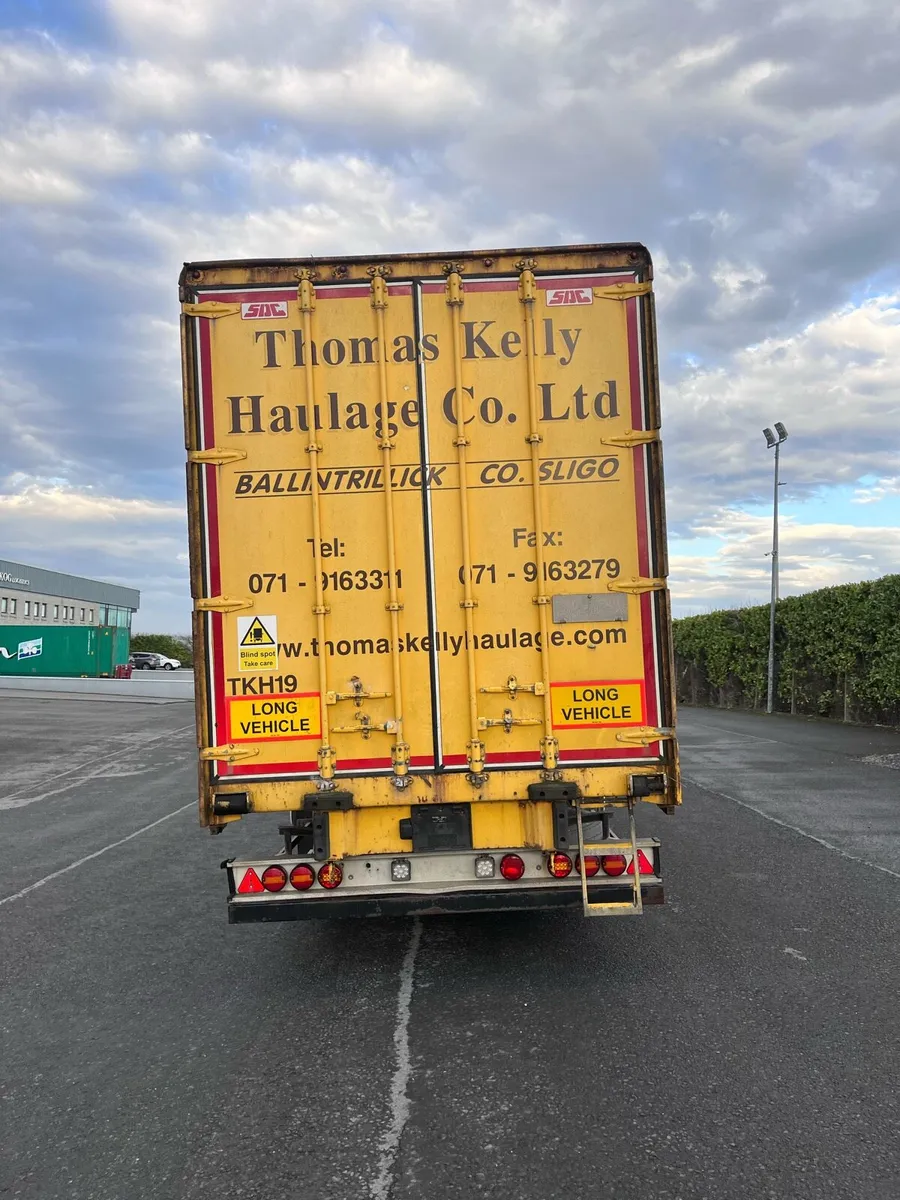 SDC SDC
Thomas Kelly
Haulage Co. Ltd
BALLINTRILLICK CO. SLIGO
Tel: Fax:
071 - 9163311 071 - 9163279
www.thomaskellyhaulage.com
Blind spot
Take care
TKH19
LONG
VEHICLE
LONG
VEHICLE